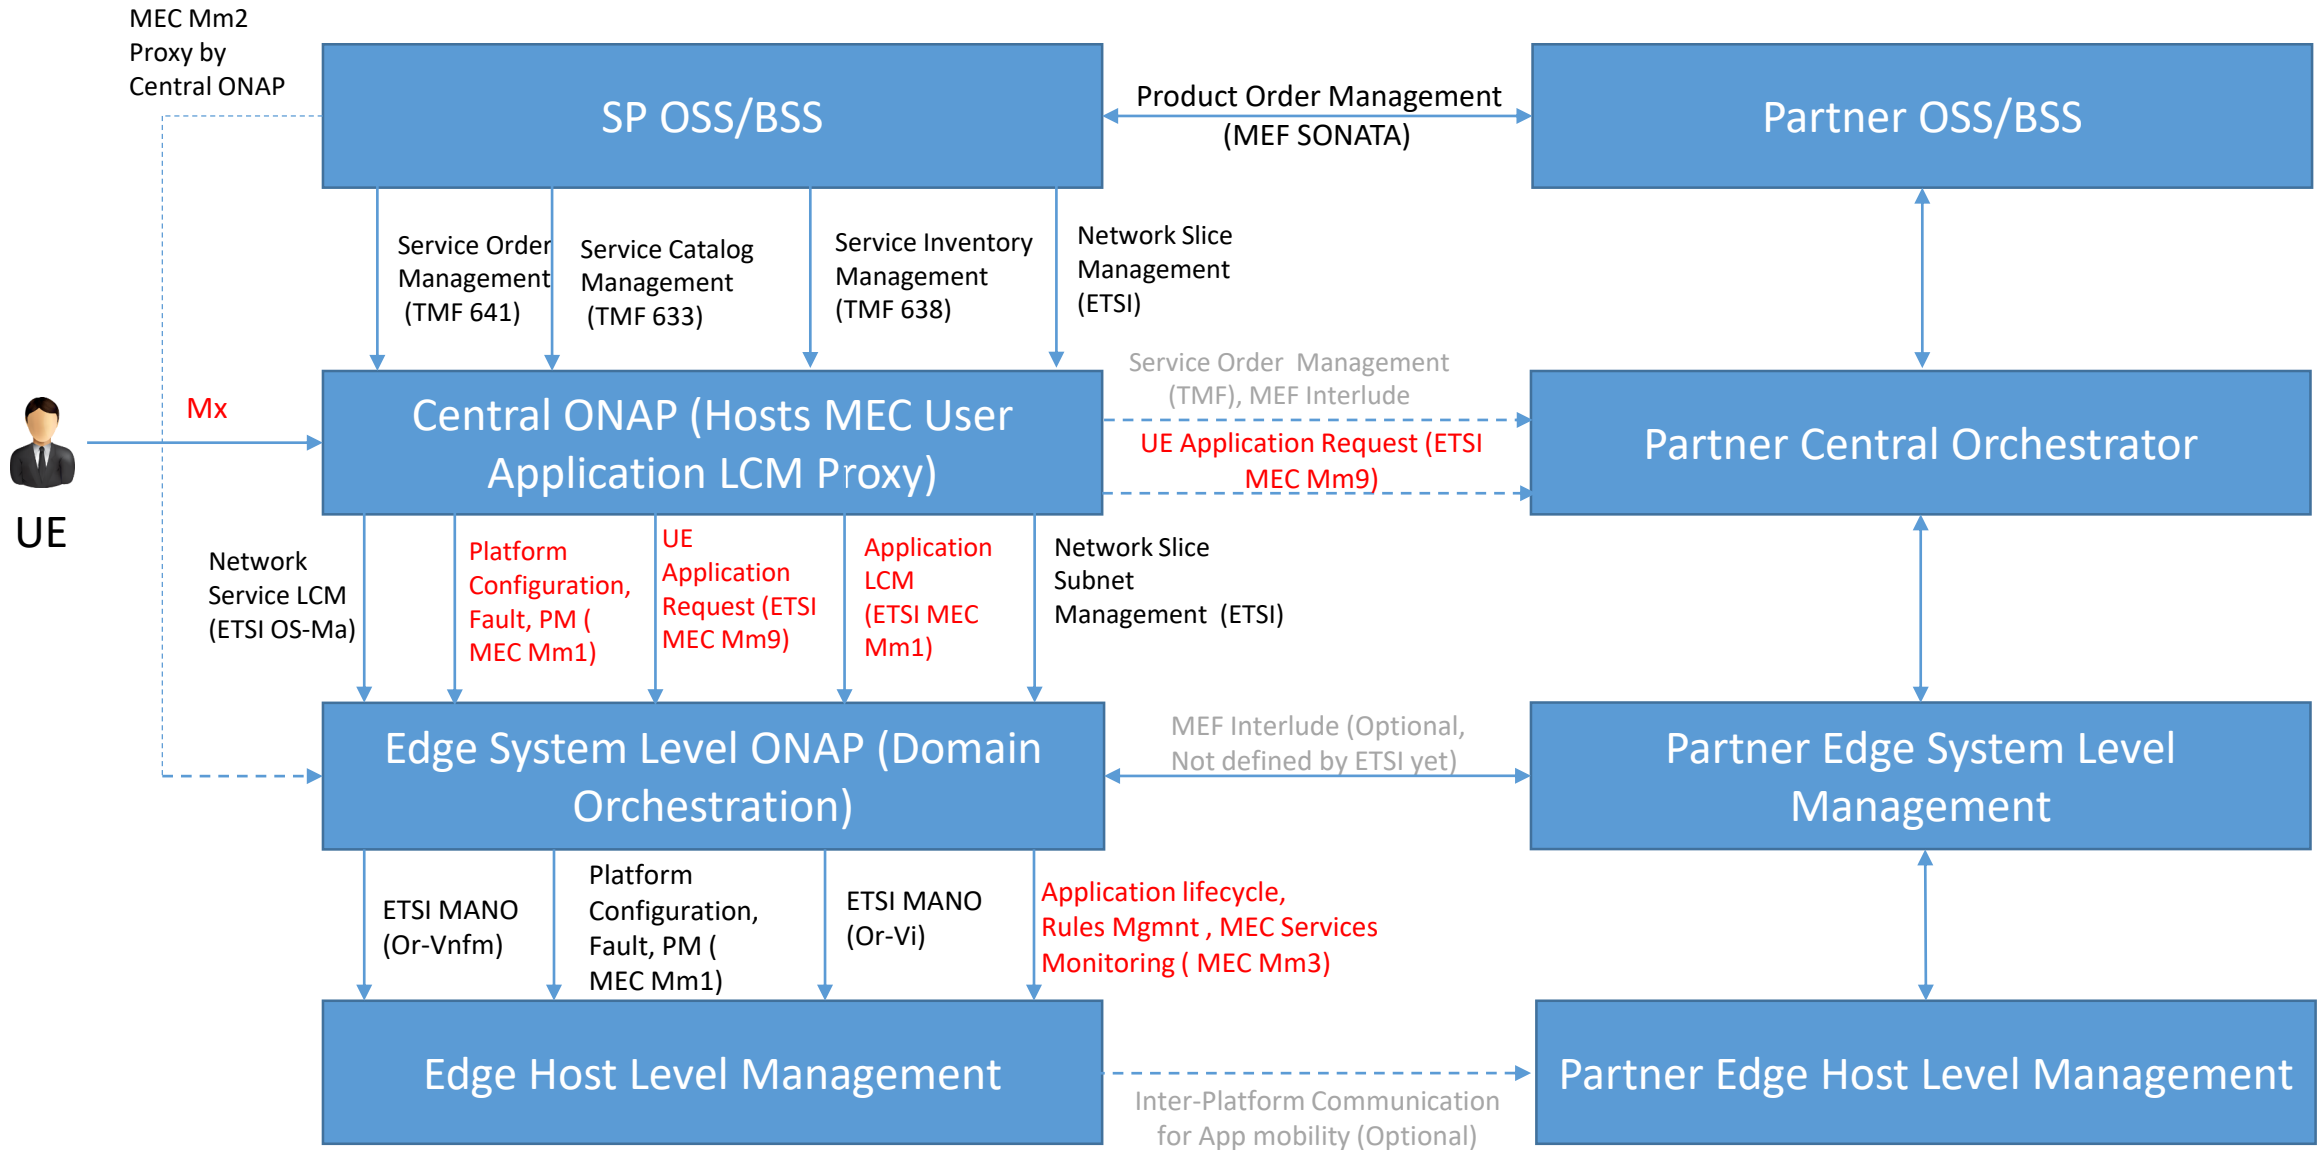 MEC Mm2
Proxy by
Central ONAP
SP OSS/BSS
Product Order Management
(MEF SONATA)
Partner OSS/BSS
Service Order
Management
(TMF 641)
Service Catalog
Management
(TMF 633)
Service Inventory
Management
(TMF 638)
Network Slice
Management
(ETSI)
Service Order Management
(TMF), MEF Interlude
Mx
UE
Central ONAP (Hosts MEC User
Application LCM Proxy)
UE Application Request (ETSI
MEC Mm9)
Partner Central Orchestrator
Network
Service LCM
(ETSI OS-Ma)
Platform
Configuration,
Fault, PM (
MEC Mm1)
UE
Application
Request (ETSI
MEC Mm9)
Application
LCM
(ETSI MEC
Mm1)
Network Slice
Subnet
Management (ETSI)
Edge System Level ONAP (Domain
Orchestration)
MEF Interlude (Optional,
Not defined by ETSI yet)
Partner Edge System Level
Management
ETSI MANO
(Or-Vnfm)
Platform
Configuration,
Fault, PM (
MEC Mm1)
ETSI MANO
(Or-Vi)
Application lifecycle,
Rules Mgmnt , MEC Services
Monitoring ( MEC Mm3)
Edge Host Level Management
Inter-Platform Communication
for App mobility (Optional)
Partner Edge Host Level Management